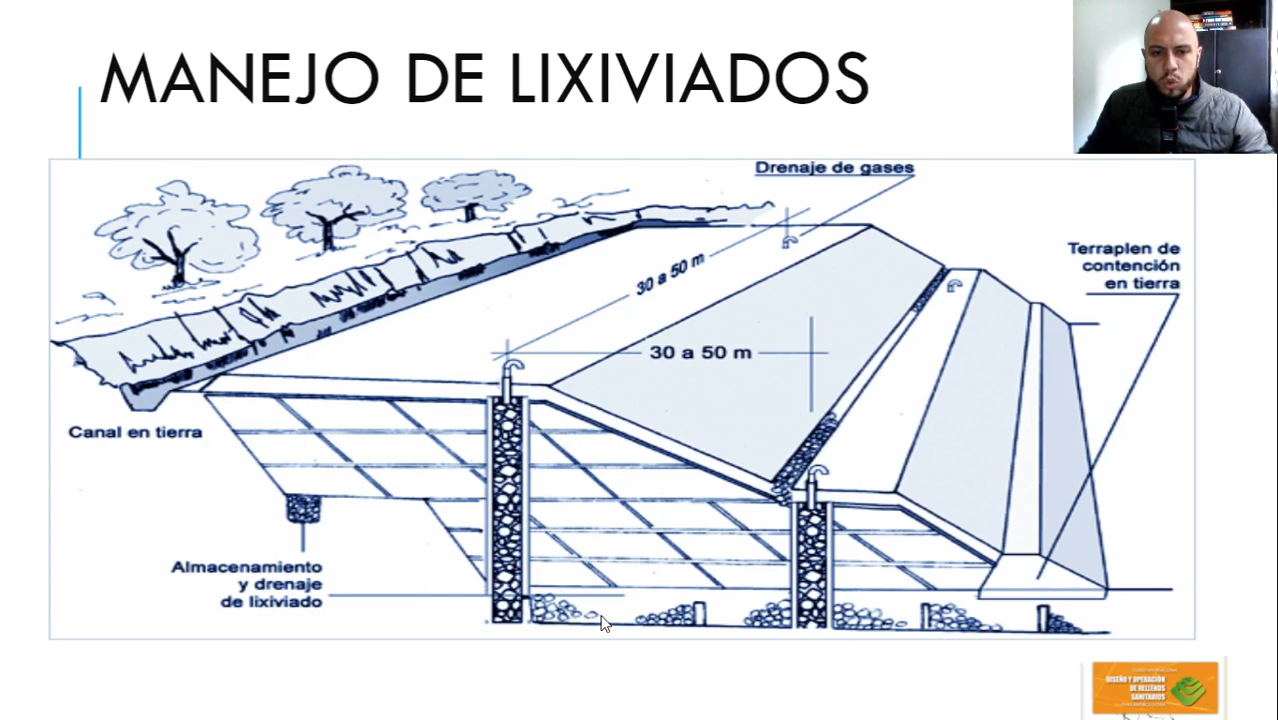 MANEJO DE LIXIVIADOS
Drenaje de gases
30 a 50 m
Terraplen de
contención
en tierra
30 a 50 m
Canal en tierra
Almacenamiento
y drenaje
de lixiviado
DISEÑO Y OPERACIÓN
DE RELLENOS
SANITARIOS